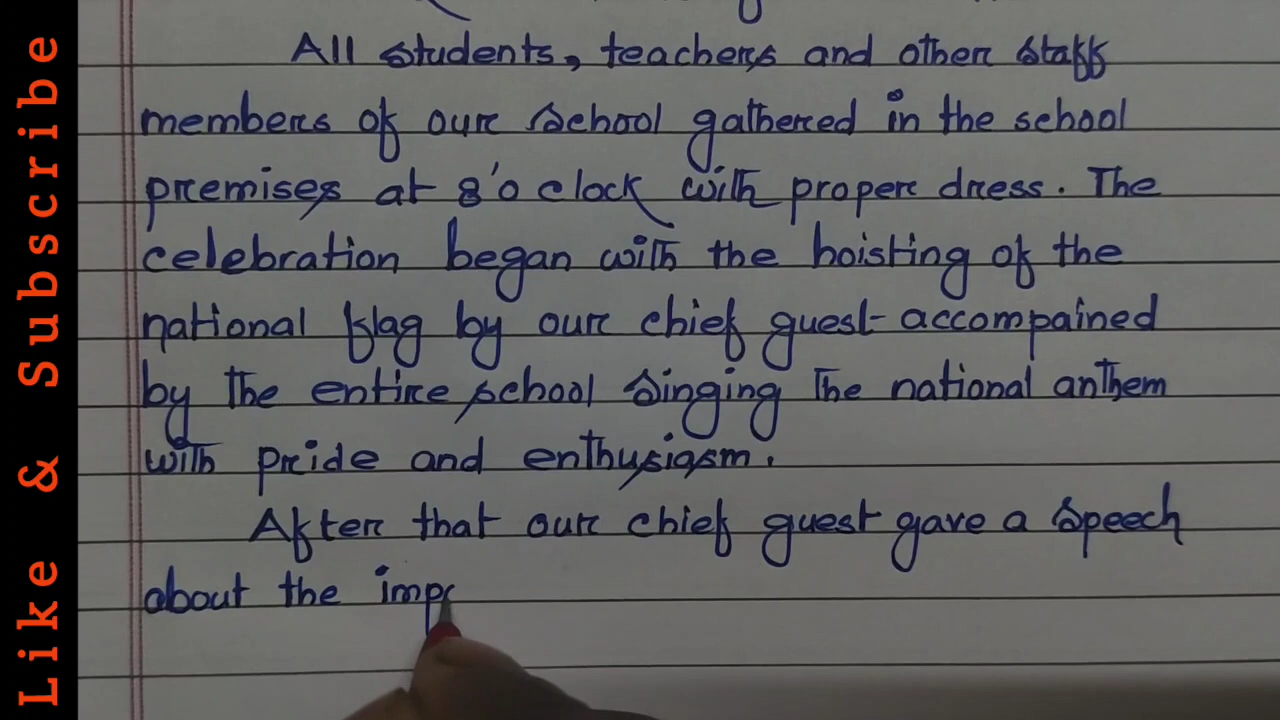 Like & Subscribe
All students, teachers and other staff
members of our school gathered in the school
premises at 8'o clock with proper dress. The
celebration began with the hoisting of the
national flag by our chief guest accompained
by the entire school singing the national anthem
with pride and enthusiasm.
After that our chief guest gave a speech
about the imp